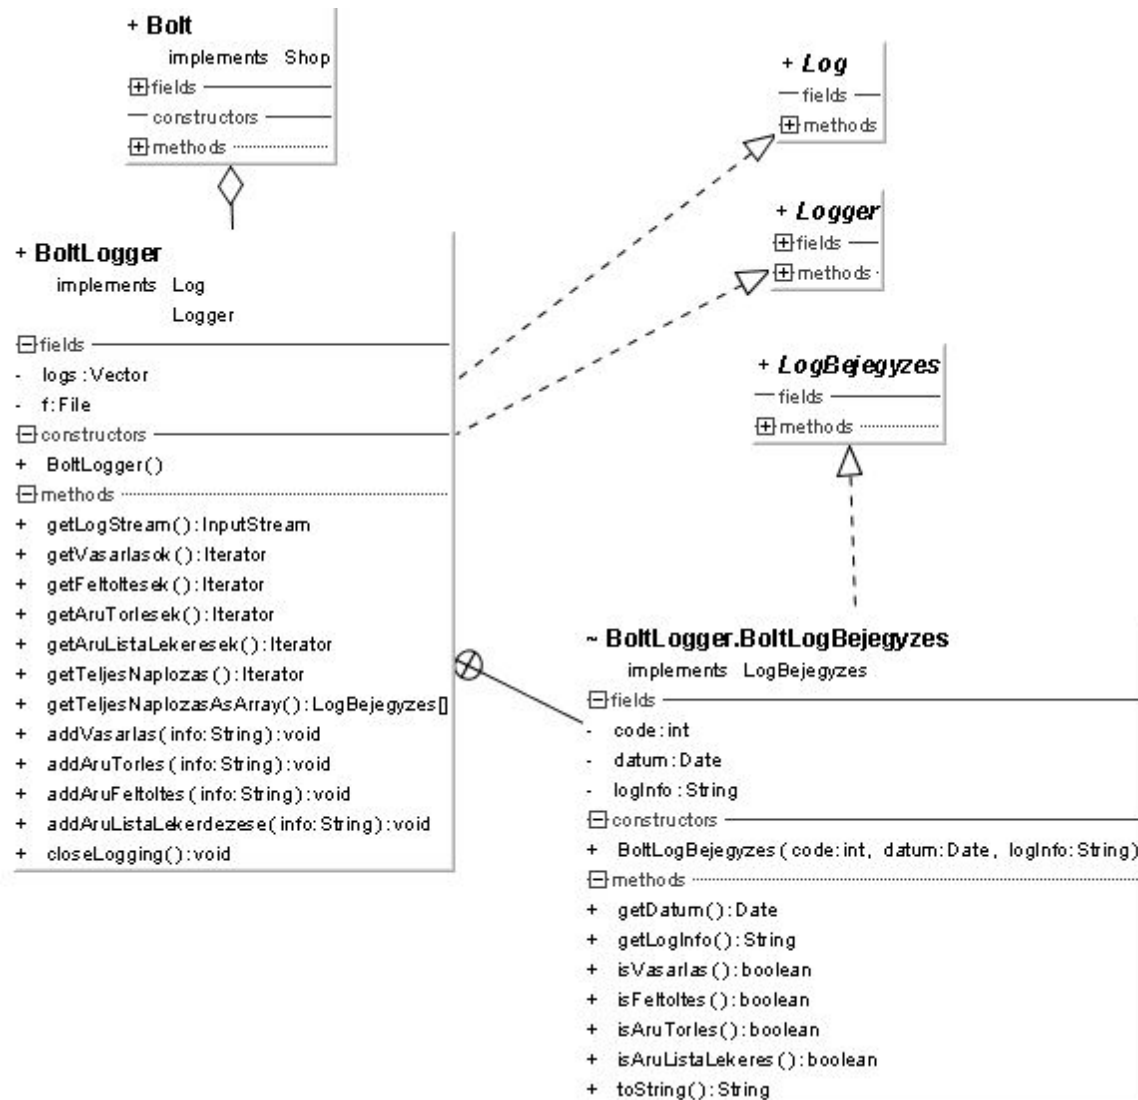 + Bolt
implements Shop
fields
constructors
methods
+ Log
fields
methods
+ Logger
fields
methods
+ LogBejegyzes
fields
methods
+ BoltLogger
implements Log
Logger
fields
- logs:Vector
- f:File
constructors
+ BoltLogger()
methods
+ getLogStream():InputStream
+ getVasarlasok():Iterator
+ getFeltoltesek():Iterator
+ getAruTorlesek():Iterator
+ getAruListaLekeresek():Iterator
+ getTeljesNaplozas():Iterator
+ getTeljesNaplozasAsArray():LogBejegyzes[]
+ addVasarlas(info:String):void
+ addAruTorles(info:String):void
+ addAruFeltoltes(info:String):void
+ addAruListaLekerdezese(info:String):void
+ closeLogging():void
~ BoltLogger.BoltLogBejegyzes
implements LogBejegyzes
fields
- code:int
- datum:Date
- logInfo:String
constructors
+ BoltLogBejegyzes(code:int, datum:Date, logInfo:String)
methods
+ getDatum():Date
+ getLogInfo():String
+ isVasarlas():boolean
+ isFeltoltes():boolean
+ isAruTorles():boolean
+ isAruListaLekeres():boolean
+ toString():String